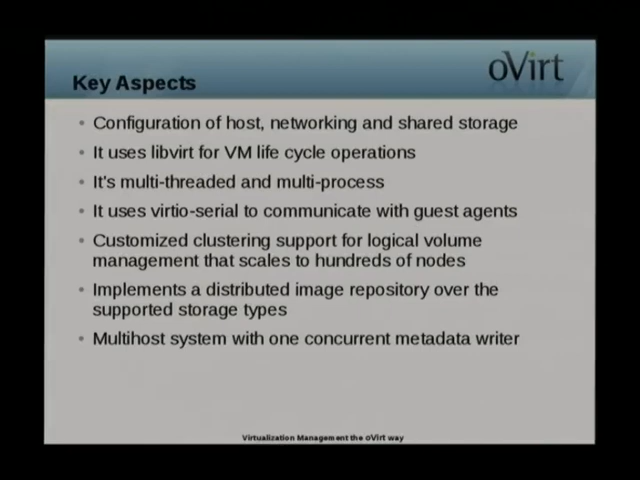 oVirt
Key Aspects
Configuration of host, networking and shared storage
It uses libvirt for VM life cycle operations
It's multi-threaded and multi-process
It uses virtio-serial to communicate with guest agents
Customized clustering support for logical volume
management that scales to hundreds of nodes
Implements a distributed image repository over the
supported storage types
Multihost system with one concurrent metadata writer
Virtualization Management the oVirt way